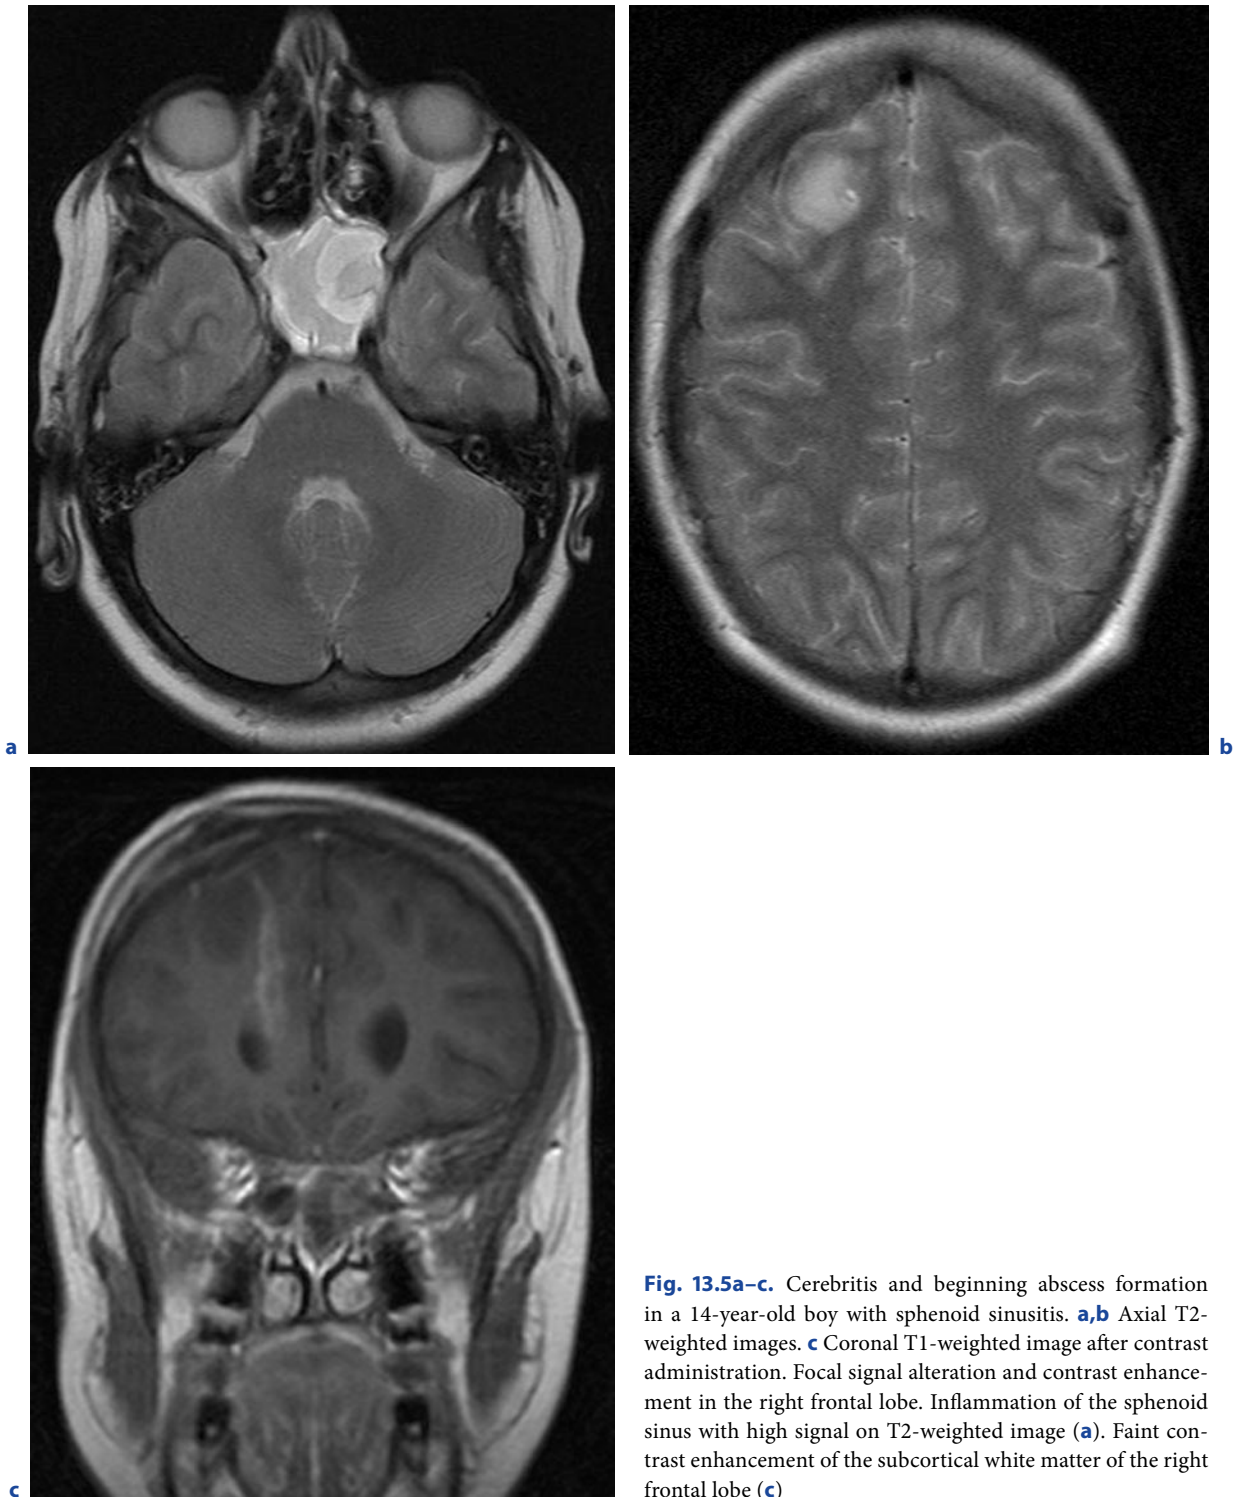 a
b
c
Fig. 13.5a–c. Cerebritis and beginning abscess formation
in a 14-year-old boy with sphenoid sinusitis. a,b Axial T2-
weighted images. c Coronal T1-weighted image after contrast
administration. Focal signal alteration and contrast enhance-
ment in the right frontal lobe. Inflammation of the sphenoid
sinus with high signal on T2-weighted image (a). Faint con-
trast enhancement of the subcortical white matter of the right
frontal lobe (c)